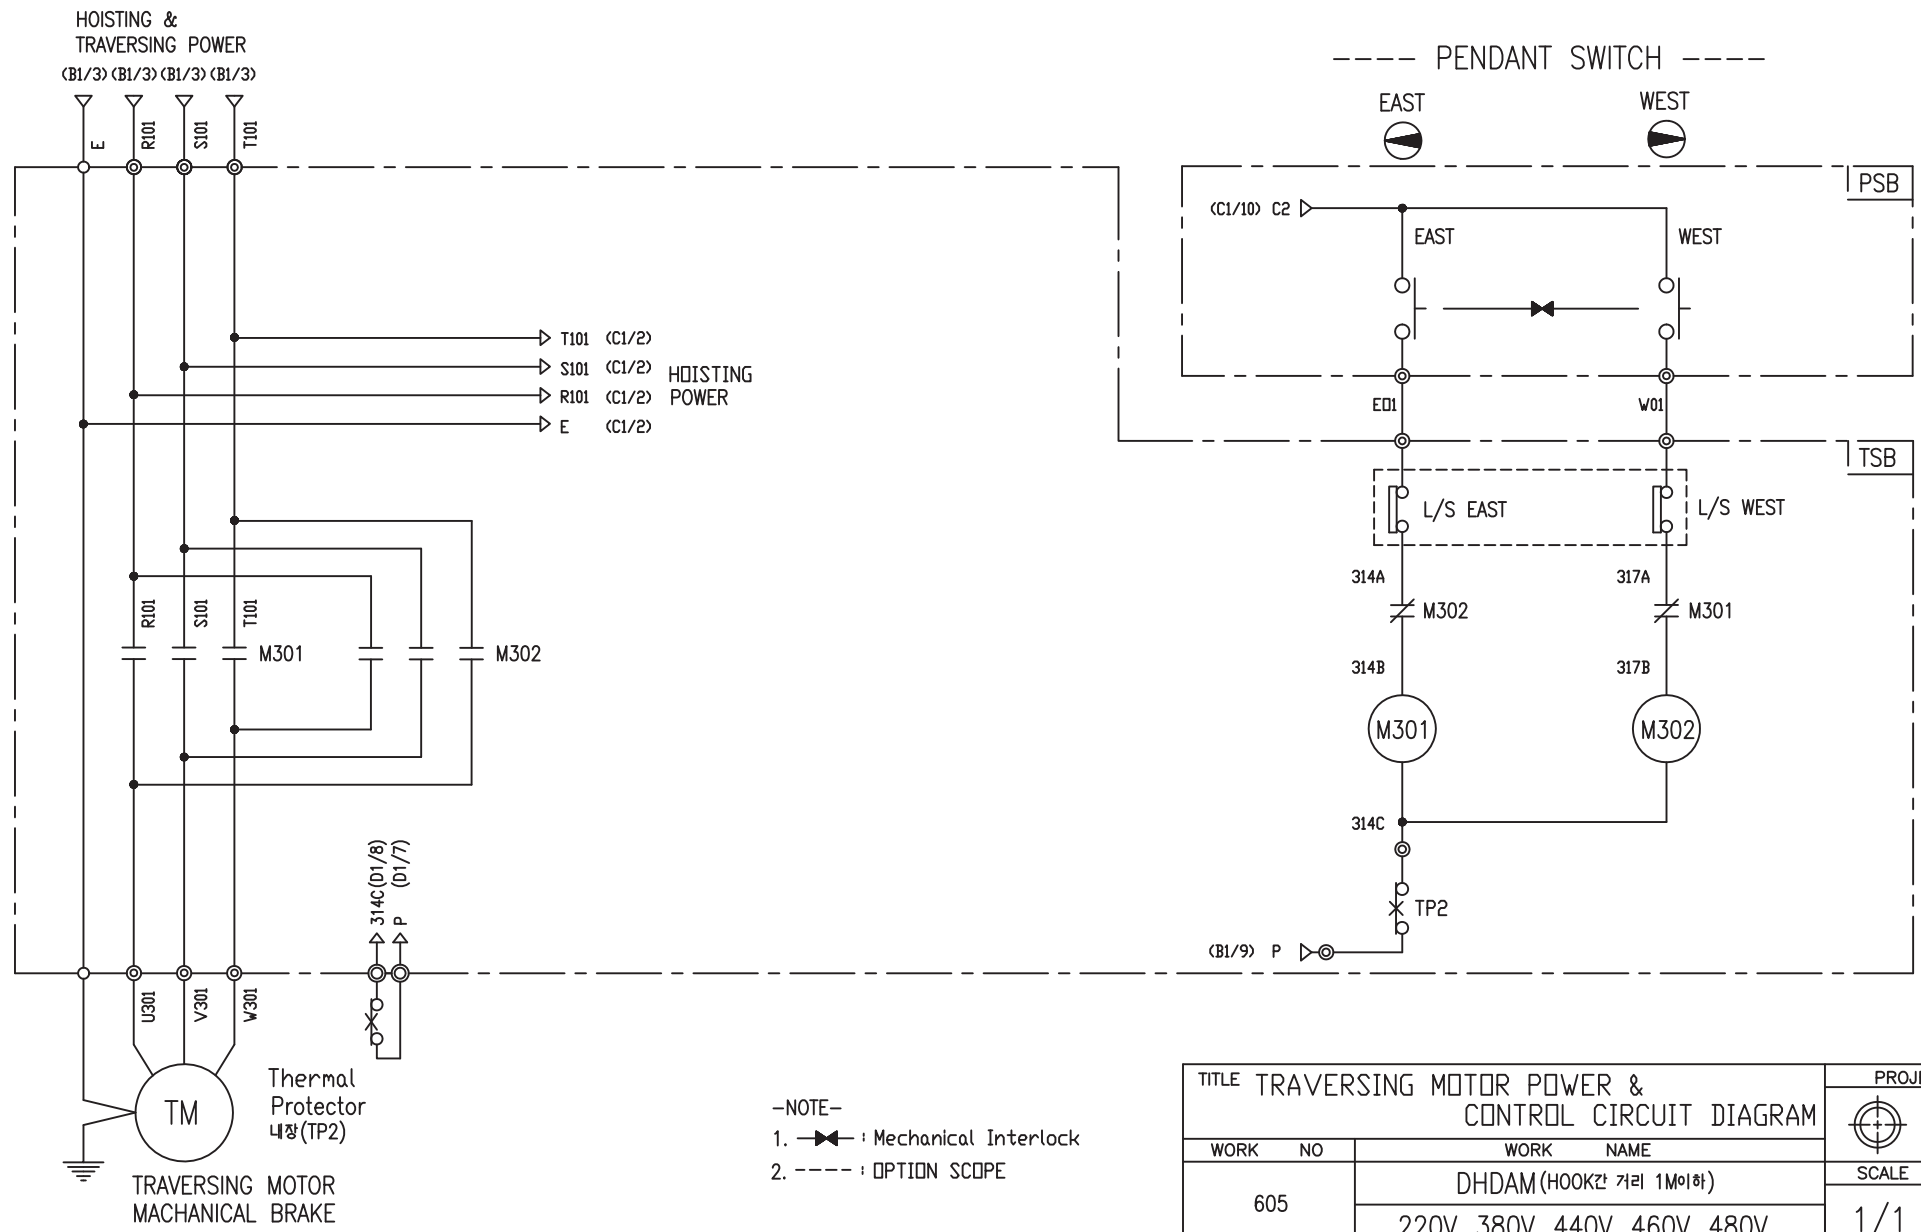 HOISTING &
TRAVERSING POWER
(B1/3) (B1/3) (B1/3) (B1/3)
E
R101
S101
T101
---- PENDANT SWITCH ----
EAST
WEST
PSB
(C1/10) C2
EAST
WEST
T101 (C1/2)
S101 (C1/2)
R101 (C1/2)
E (C1/2)
HOISTING
POWER
E01
W01
TSB
L/S EAST
L/S WEST
314A
317A
M302
M301
314B
317B
M301
M302
314C
TP2
(B1/9) P
R101
S101
T101
M301
M302
314C(D1/8)
P (D1/7)
U301
V301
W301
TM
Thermal
Protector
내장(TP2)
TRAVERSING MOTOR
MACHANICAL BRAKE
-NOTE-
1. : Mechanical Interlock
2. ---- : OPTION SCOPE
TITLE TRAVERSING MOTOR POWER &
CONTROL CIRCUIT DIAGRAM
PROJE
WORK NO
WORK NAME
605
DHDAM(HOOK간 거리 1M이하)
220V, 380V, 440V, 460V, 480V
SCALE
1/1